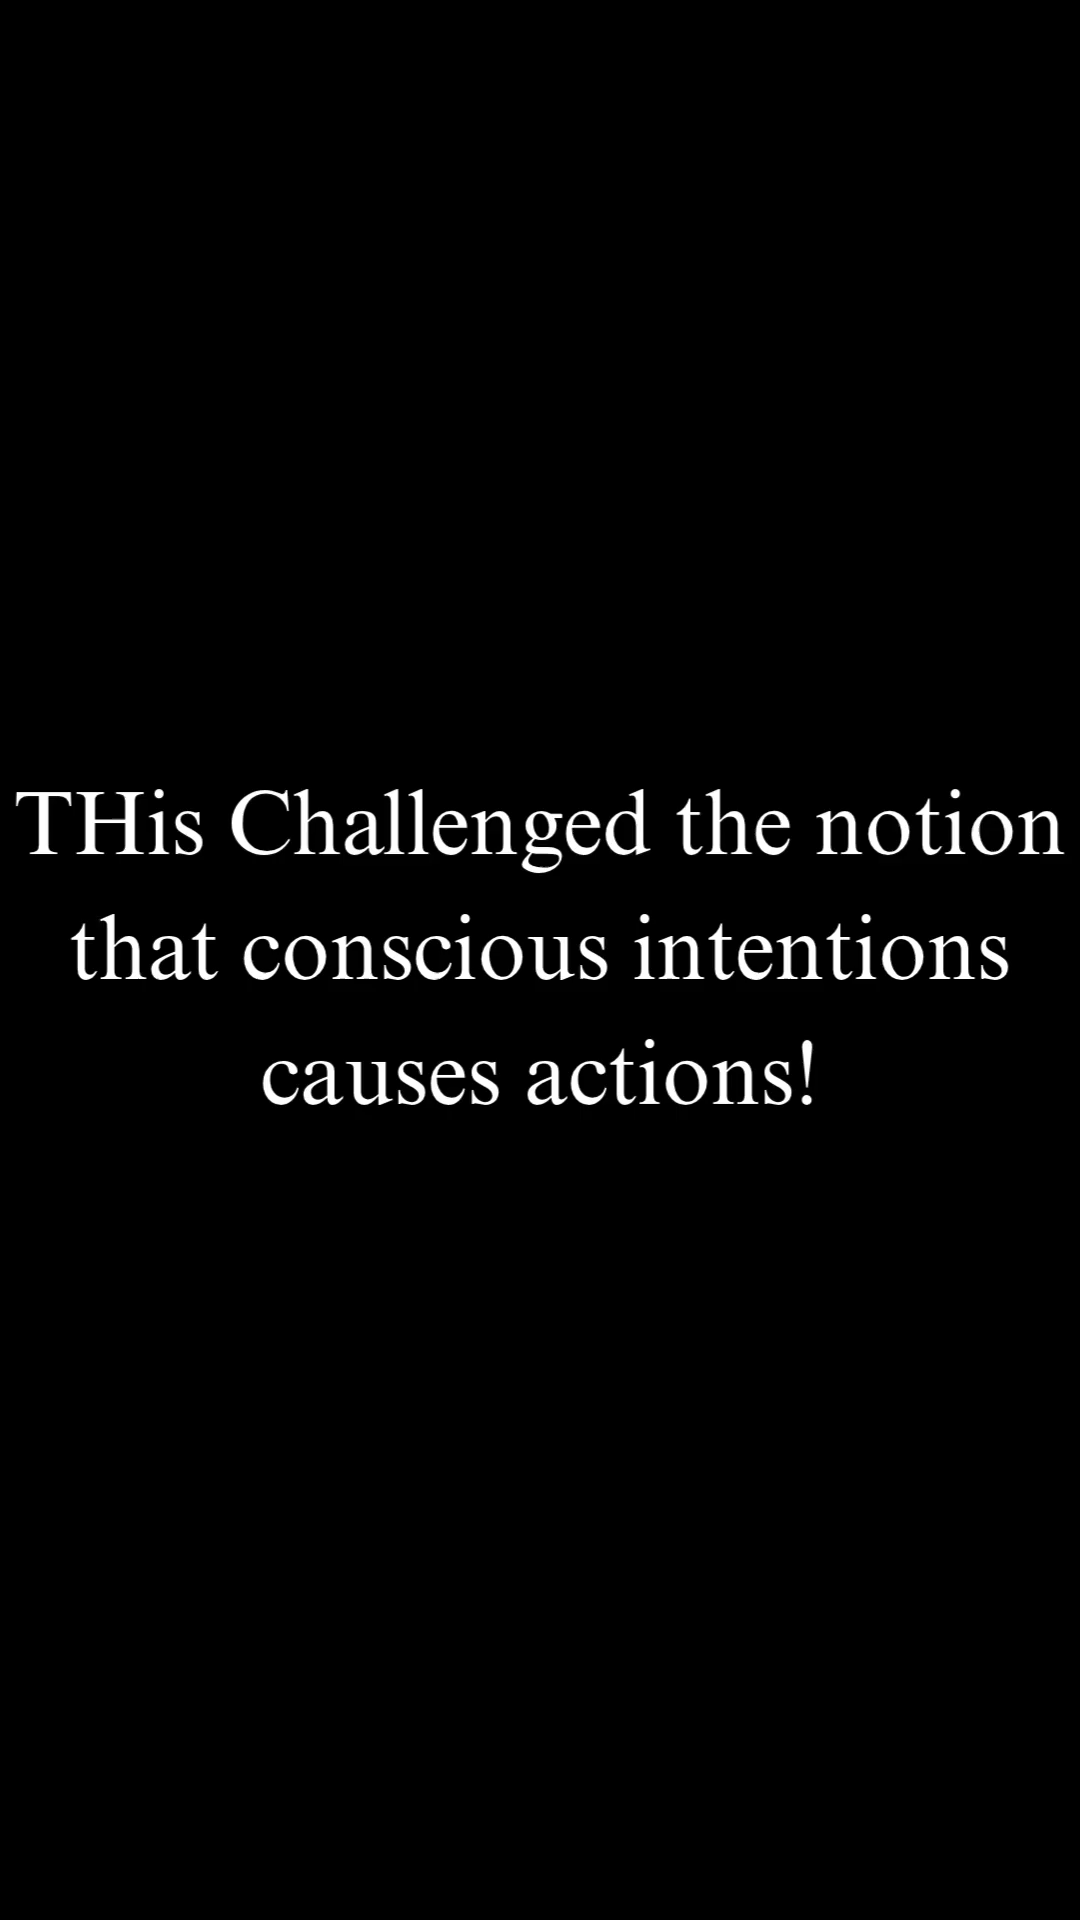 THis Challenged the notion
that conscious intentions
causes actions!